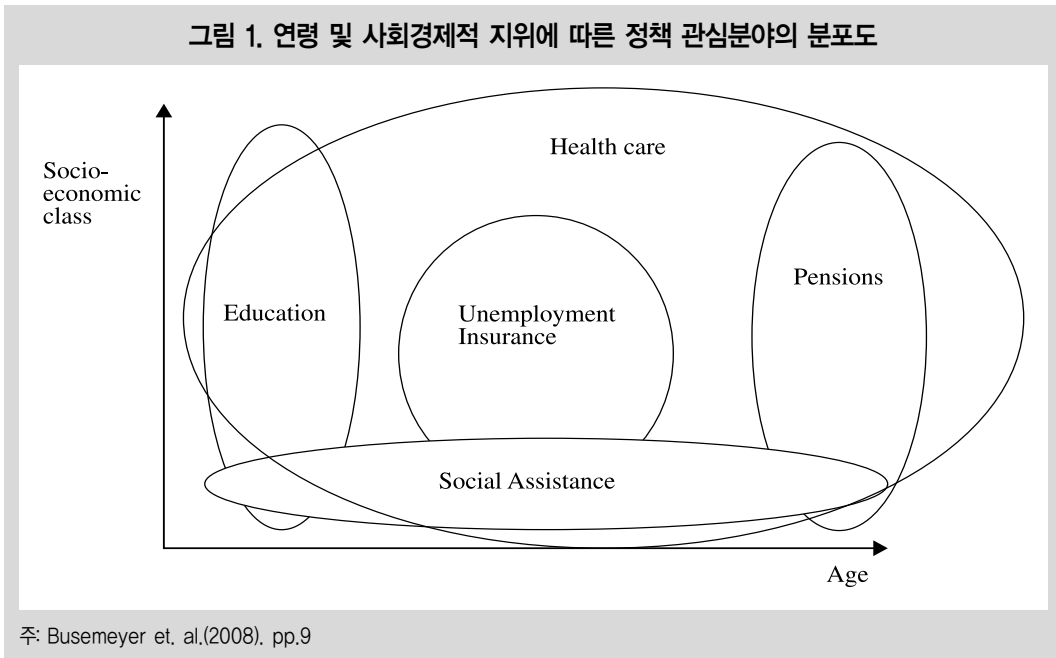 그림 1. 연령 및 사회경제적 지위에 따른 정책 관심분야의 분포도
Socio-
economic
class
Health care
Education
Unemployment
Insurance
Pensions
Social Assistance
Age
주: Busemeyer et. al.(2008). pp.9